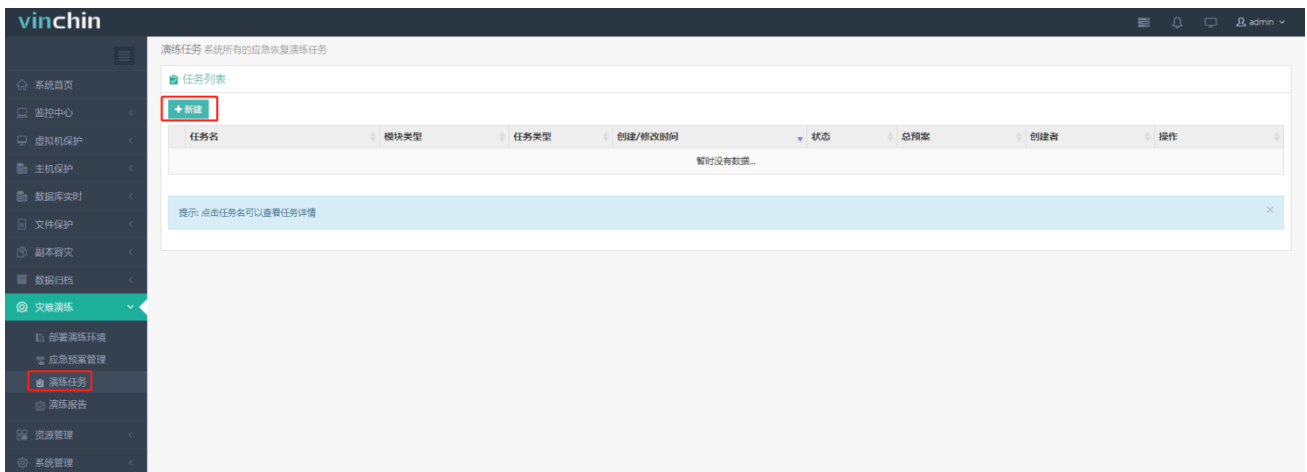 vinchin
admin
演练任务 系统所有的应急恢复演练任务
任务列表
系统首页
+新建
监控中心
任务名 模块类型 任务类型 创建/修改时间 状态 总预案 创建者 操作
虚拟机保护
暂时没有数据...
主机保护
数据库实时
提示: 点击任务名可以查看任务详情
文件保护
副本容灾
数据归档
灾难演练
部署演练环境
应急预案管理
演练任务
演练报告
资源管理
系统管理